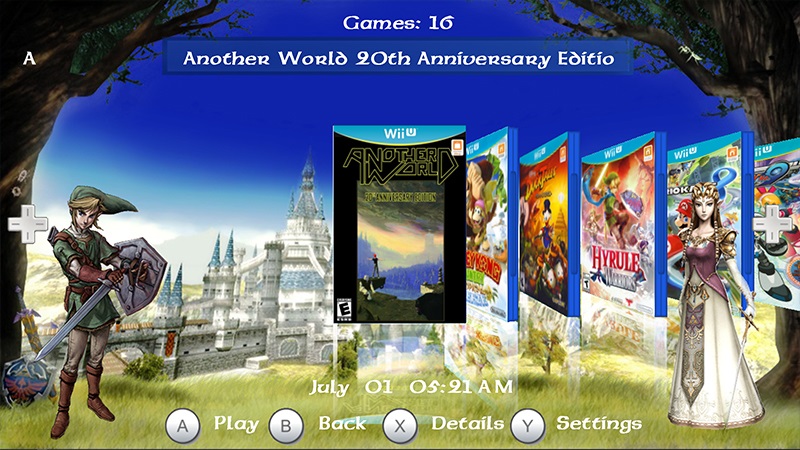 Games: 16
A
Another World 20th Anniversary Editio
Wii U
ANOTHER WORLD
20th ANNIVERSARY EDITION
E
Wii U
Wii U
Wii U
HYRULE
WARRIORS
T
Wii U
8
Wii U
July 01 05:21 AM
A Play B Back X Details Y Settings